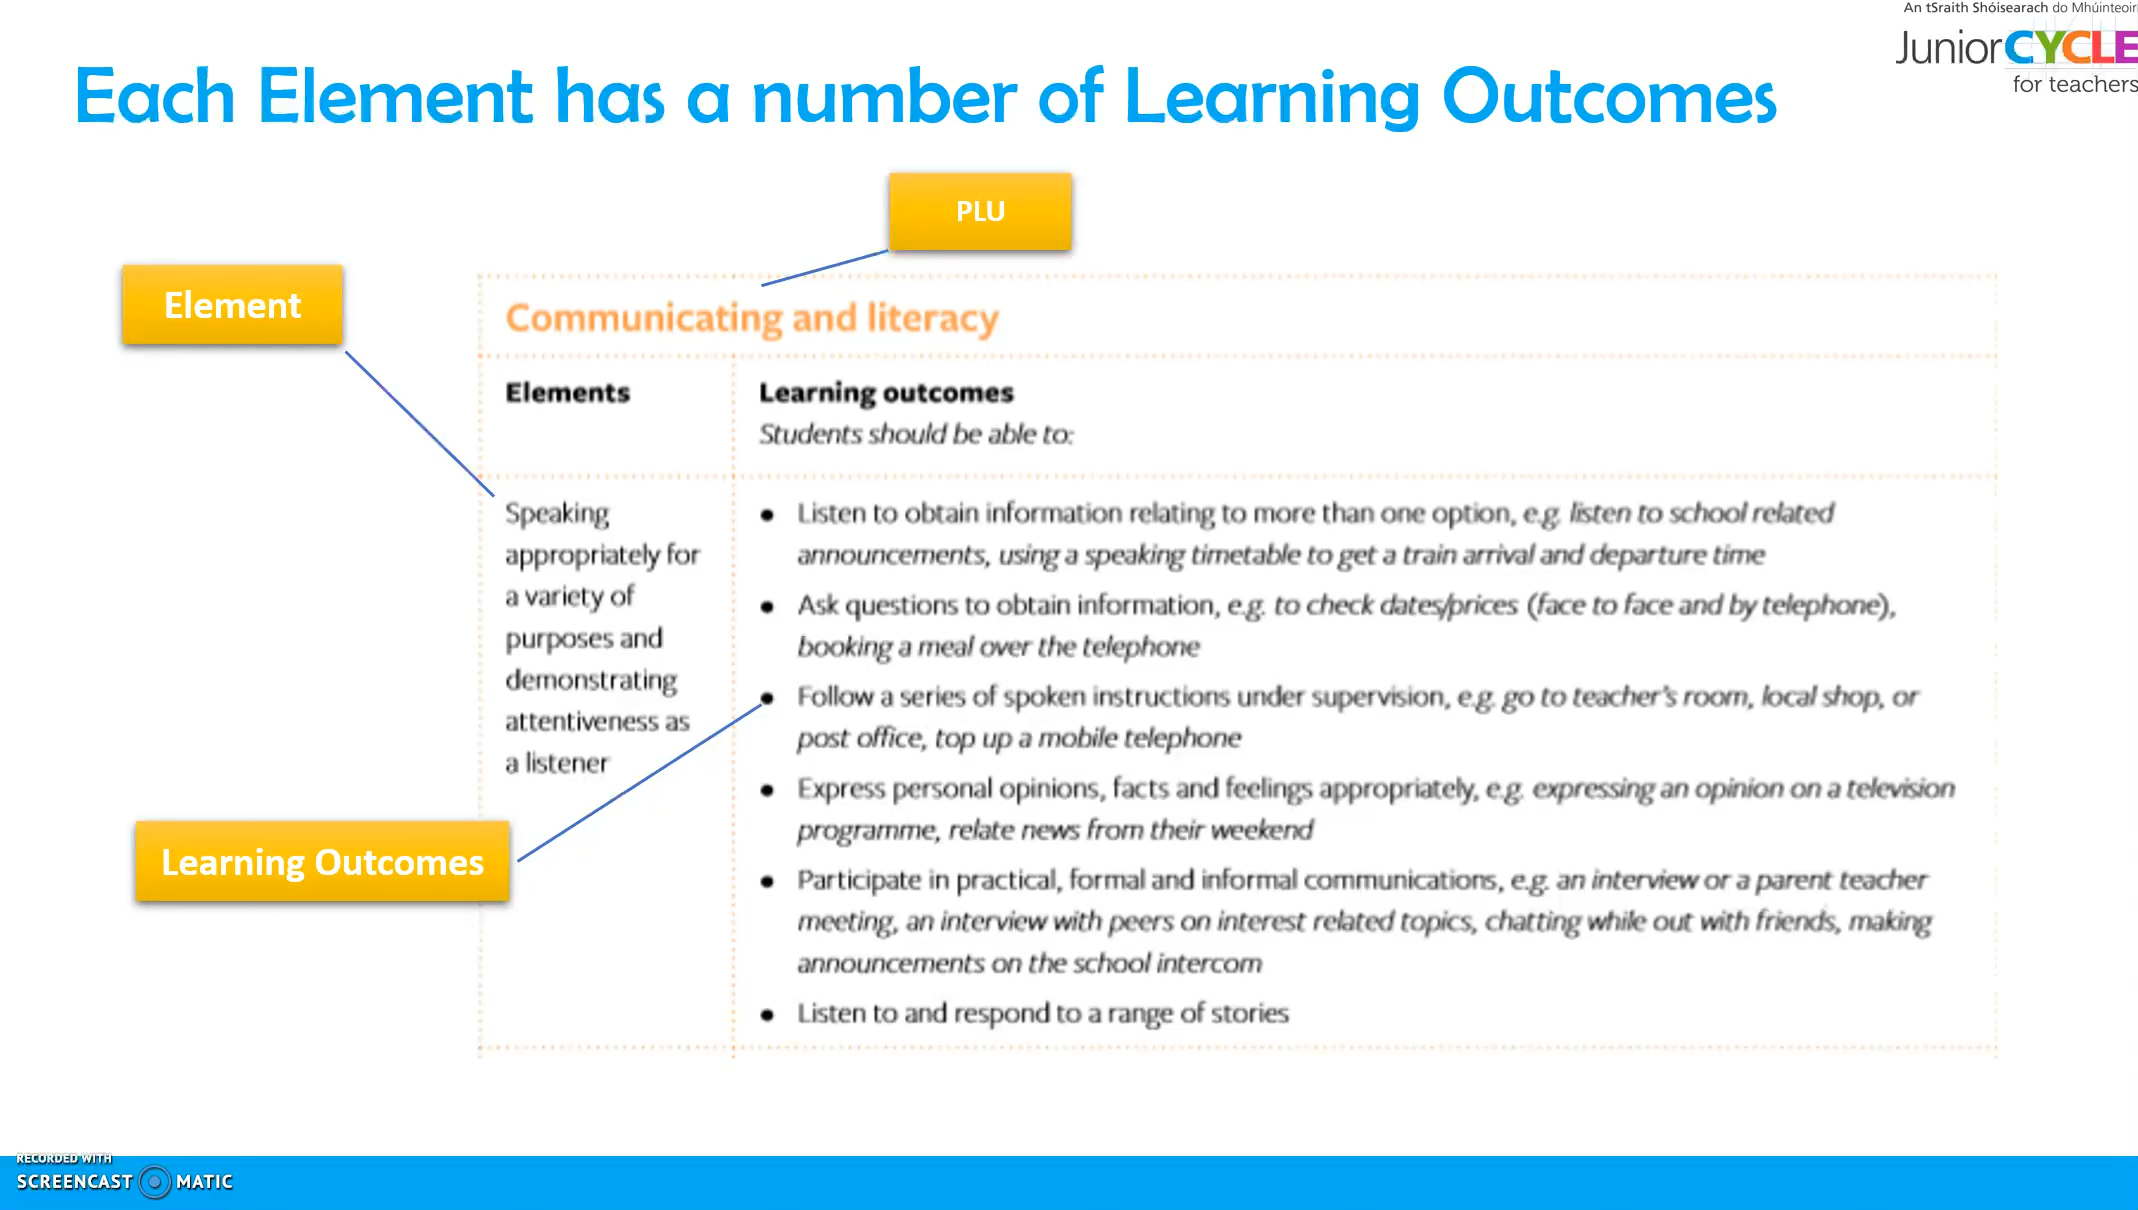 An tSraith Shóisearach do Mhúinteoir
JuniorCYCLE
for teachers
Each Element has a number of Learning Outcomes
PLU
Element
Communicating and literacy
Elements
Learning outcomes
Students should be able to:
Speaking
appropriately for
a variety of
purposes and
demonstrating
attentiveness as
a listener
● Listen to obtain information relating to more than one option, e.g. listen to school related
announcements, using a speaking timetable to get a train arrival and departure time
● Ask questions to obtain information, e.g. to check dates/prices (face to face and by telephone),
booking a meal over the telephone
● Follow a series of spoken instructions under supervision, e.g. go to teacher's room, local shop, or
post office, top up a mobile telephone
● Express personal opinions, facts and feelings appropriately, e.g. expressing an opinion on a television
programme, relate news from their weekend
● Participate in practical, formal and informal communications, e.g. an interview or a parent teacher
meeting, an interview with peers on interest related topics, chatting while out with friends, making
announcements on the school intercom
● Listen to and respond to a range of stories
Learning Outcomes
RECORDED WITH
SCREENCAST MATIC